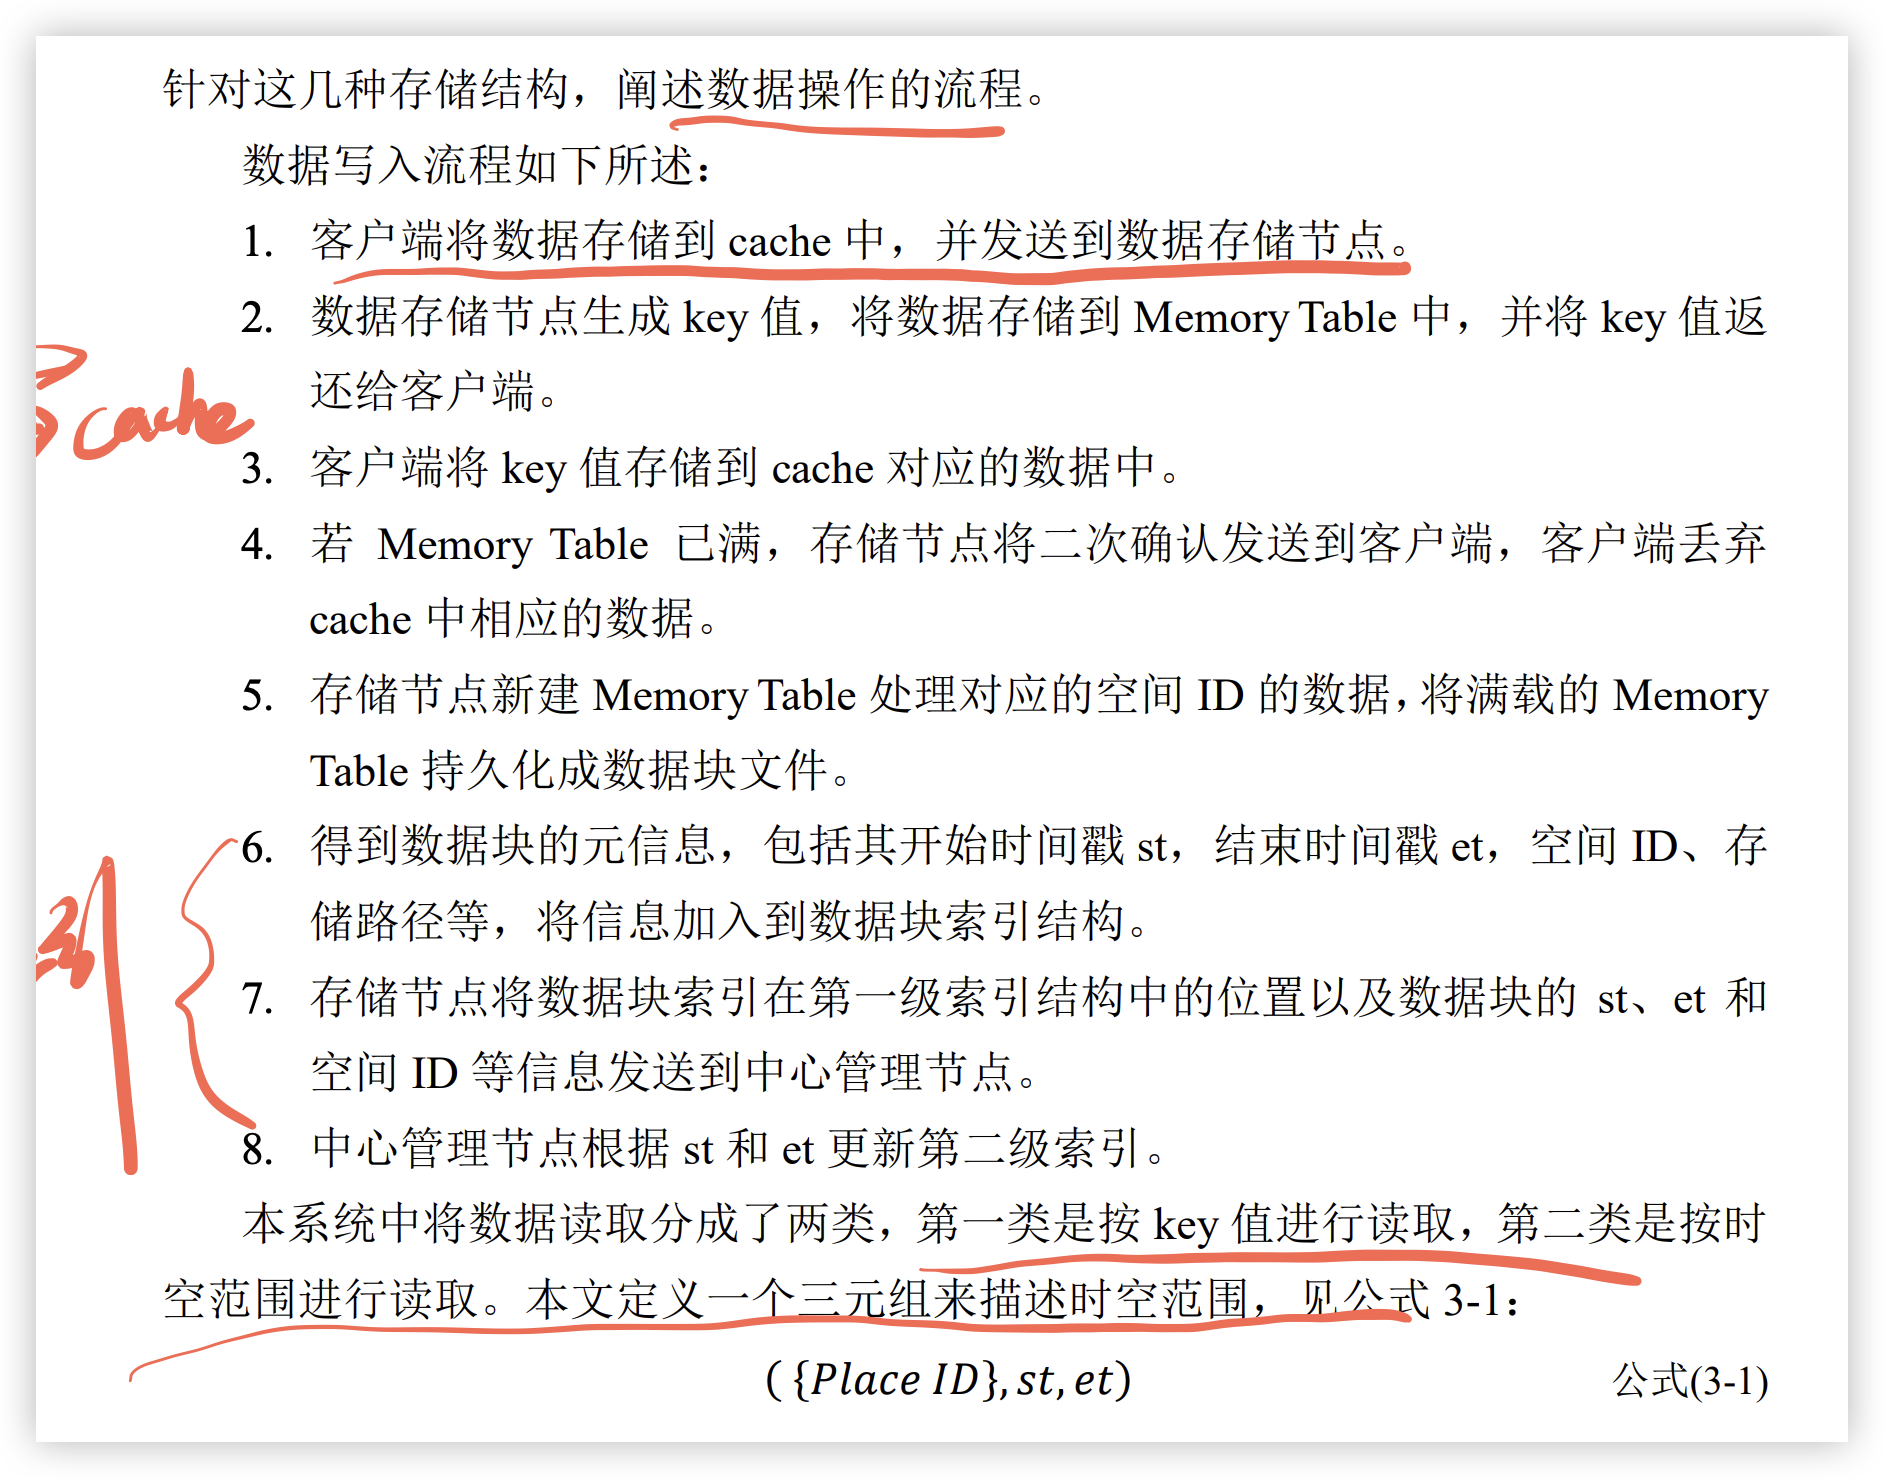 针对这几种存储结构，阐述数据操作的流程。
数据写入流程如下所述：
1. 客户端将数据存储到 cache 中，并发送到数据存储节点。
2. 数据存储节点生成 key 值，将数据存储到 Memory Table 中，并将 key 值返
还给客户端。
cache
3. 客户端将 key 值存储到 cache 对应的数据中。
4. 若 Memory Table 已满，存储节点将二次确认发送到客户端，客户端丢弃
cache 中相应的数据。
5. 存储节点新建 Memory Table 处理对应的空间 ID 的数据，将满载的 Memory
Table 持久化成数据块文件。
6. 得到数据块的元信息，包括其开始时间戳 st，结束时间戳 et，空间 ID、存
储路径等，将信息加入到数据块索引结构。
7. 存储节点将数据块索引在第一级索引结构中的位置以及数据块的 st、et 和
空间 ID 等信息发送到中心管理节点。
8. 中心管理节点根据 st 和 et 更新第二级索引。
本系统中将数据读取分成了两类，第一类是按 key 值进行读取，第二类是按时
空范围进行读取。本文定义一个三元组来描述时空范围，见公式 3-1：
({Place ID}, st, et) 公式(3-1)